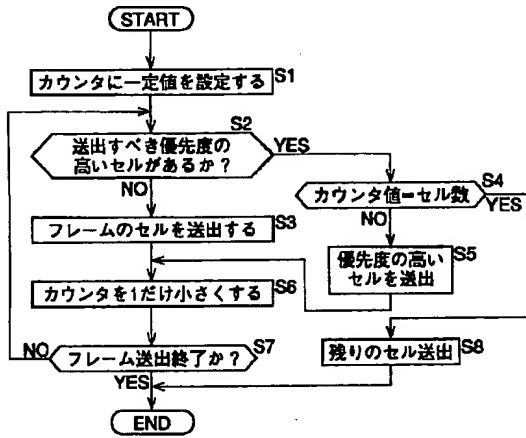 START
カウンタに一定値を設定する
S1
送出すべき優先度の
高いセルがあるか？
S2
YES
NO
カウンタ値=セル数
S4
YES
NO
フレームのセルを送出する
S3
優先度の高い
セルを送出
S5
カウンタを1だけ小さくする
S6
フレーム送出終了か？
S7
NO
YES
残りのセル送出
S8
END